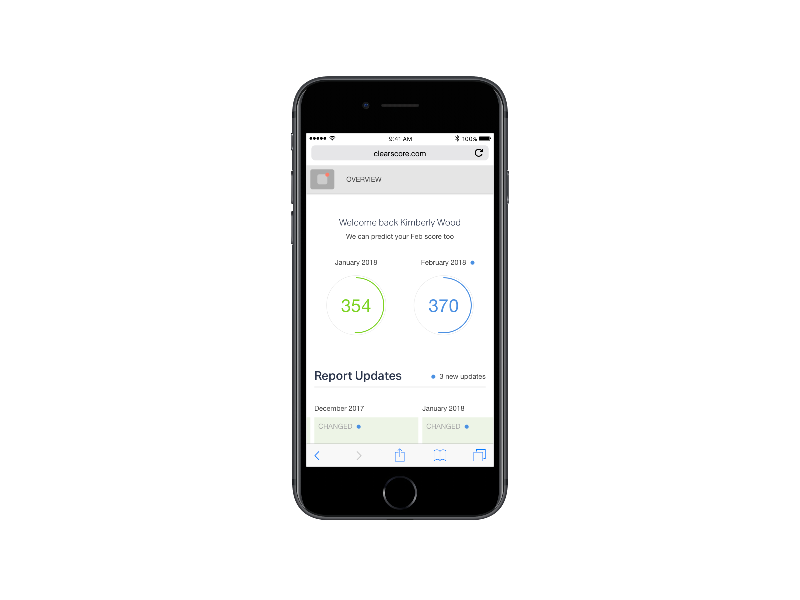 9:41 AM
100%
clearscore.com
OVERVIEW
Welcome back Kimberly Wood
We can predict your Feb score too
January 2018
February 2018
354
370
Report Updates
3 new updates
December 2017
January 2018
CHANGED
CHANGED